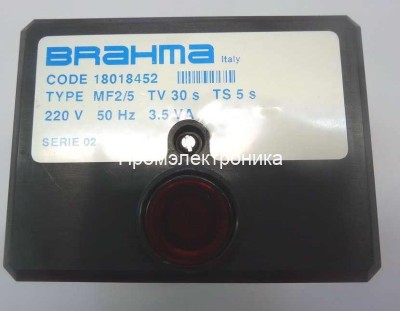 BRAHMA Italy
CODE 18018452
TYPE MF2/5 TV 30 s TS 5 s
220 V 50 Hz 3.5 VA
SERIE 02
Промэлектроника